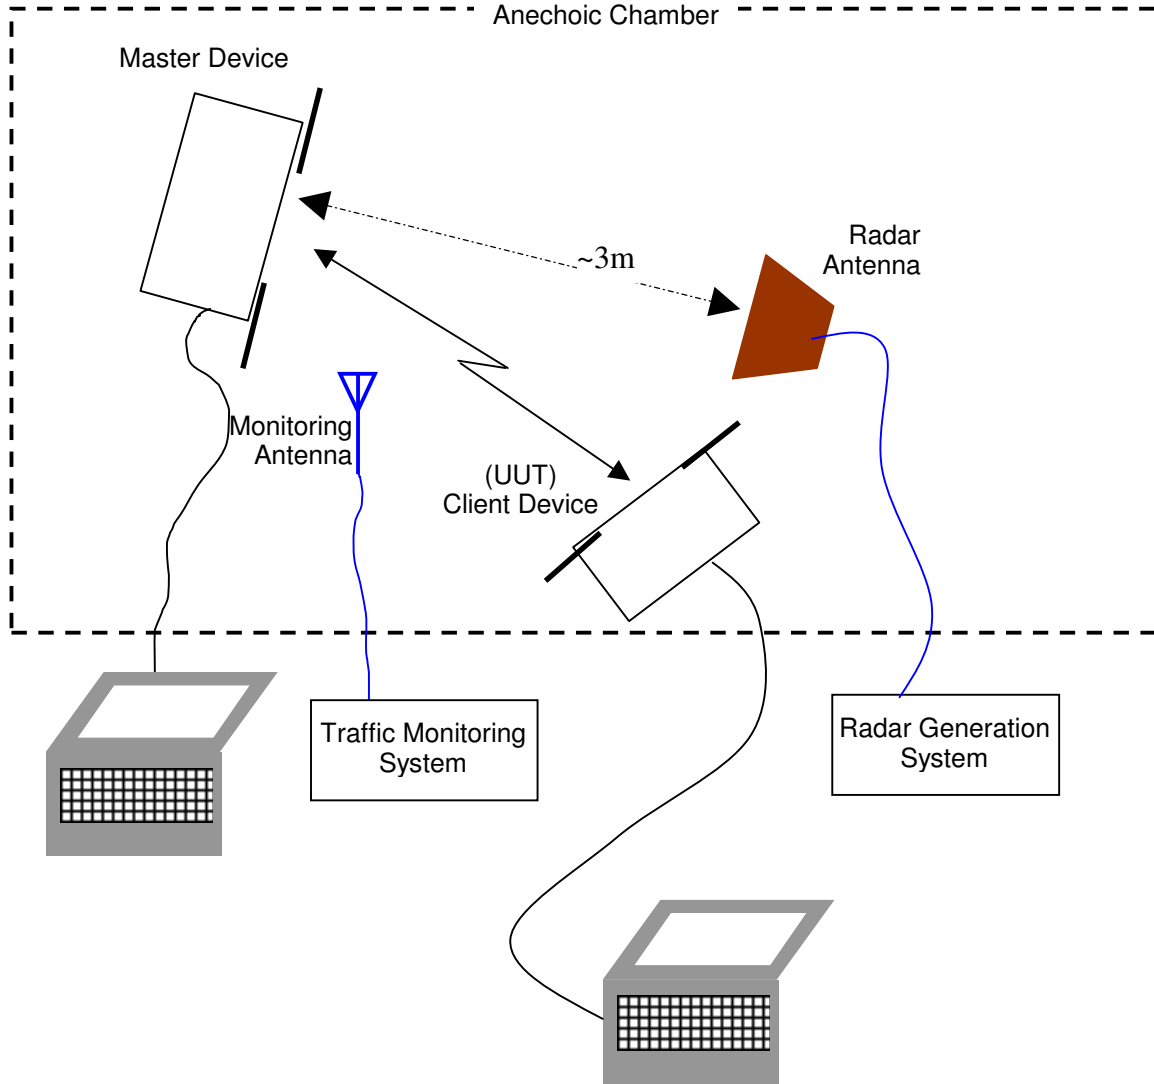 Anechoic Chamber
Master Device
~3m
Radar
Antenna
Monitoring
Antenna
(UUT)
Client Device
Traffic Monitoring
System
Radar Generation
System